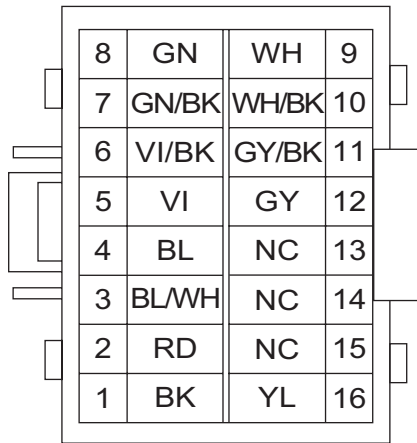 8 GN WH 9
7 GN/BK WH/BK 10
6 VI/BK GY/BK 11
5 VI GY 12
4 BL NC 13
3 BL/WH NC 14
2 RD NC 15
1 BK YL 16